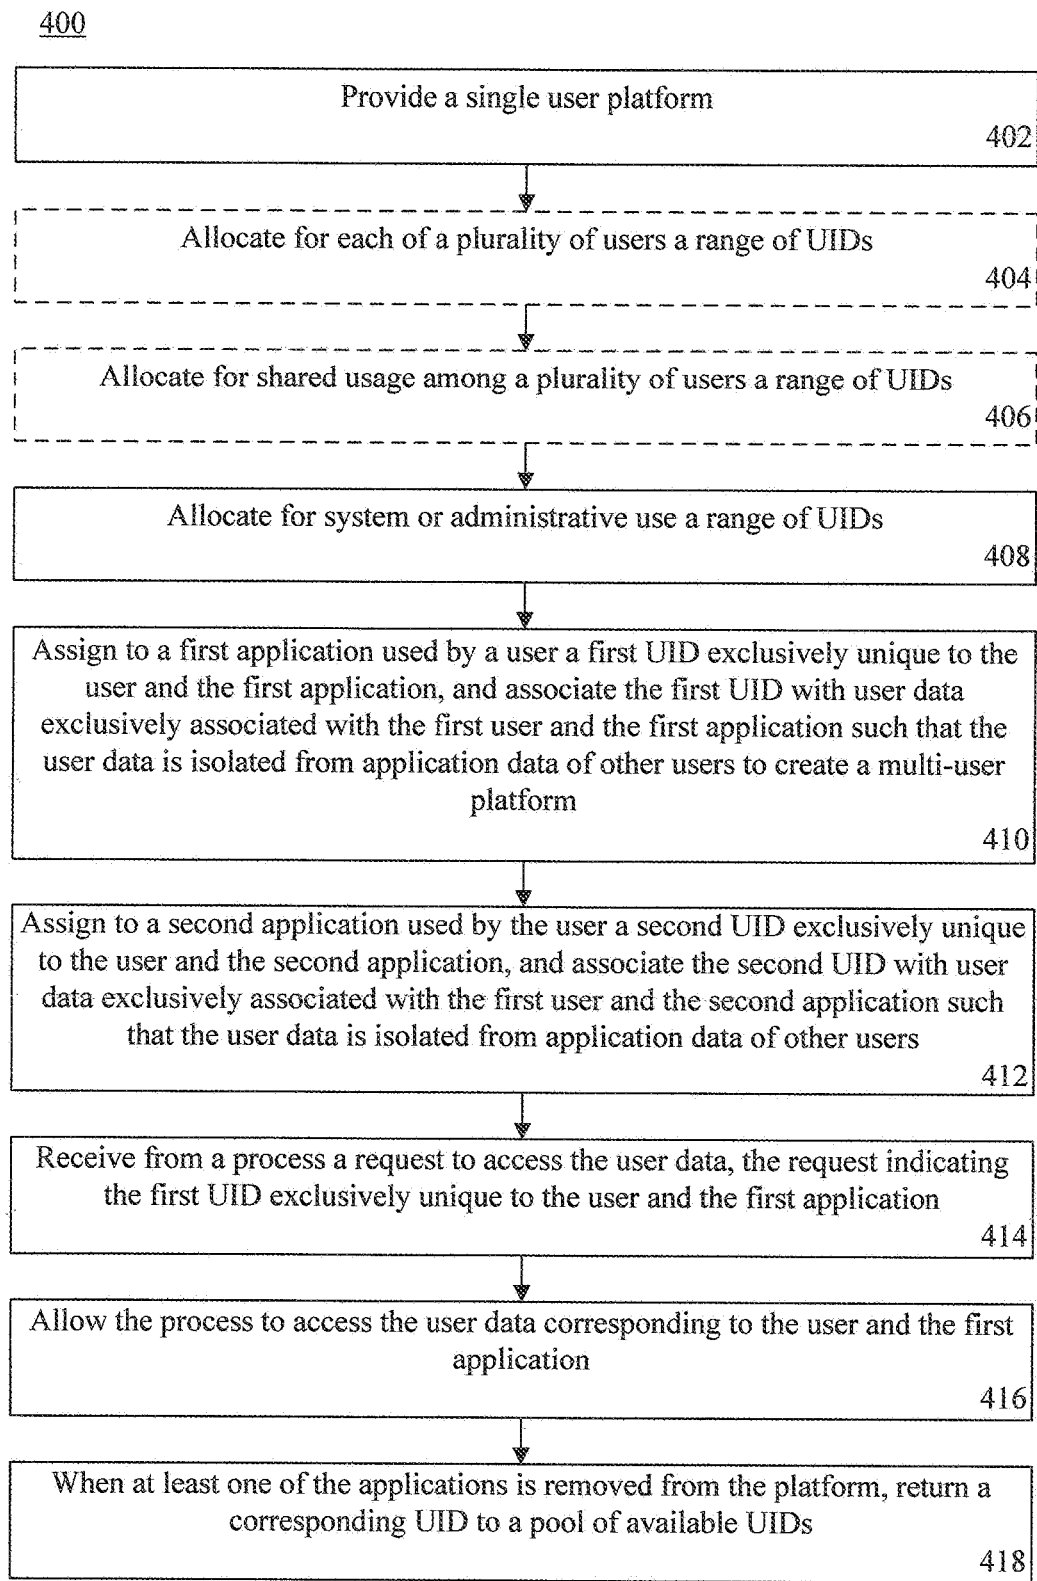 400
Provide a single user platform
402
Allocate for each of a plurality of users a range of UIDs
404
Allocate for shared usage among a plurality of users a range of UIDs
406
Allocate for system or administrative use a range of UIDs
408
Assign to a first application used by a user a first UID exclusively unique to the
user and the first application, and associate the first UID with user data
exclusively associated with the first user and the first application such that the
user data is isolated from application data of other users to create a multi-user
platform
410
Assign to a second application used by the user a second UID exclusively unique
to the user and the second application, and associate the second UID with user
data exclusively associated with the first user and the second application such
that the user data is isolated from application data of other users
412
Receive from a process a request to access the user data, the request indicating
the first UID exclusively unique to the user and the first application
414
Allow the process to access the user data corresponding to the user and the first
application
416
When at least one of the applications is removed from the platform, return a
corresponding UID to a pool of available UIDs
418